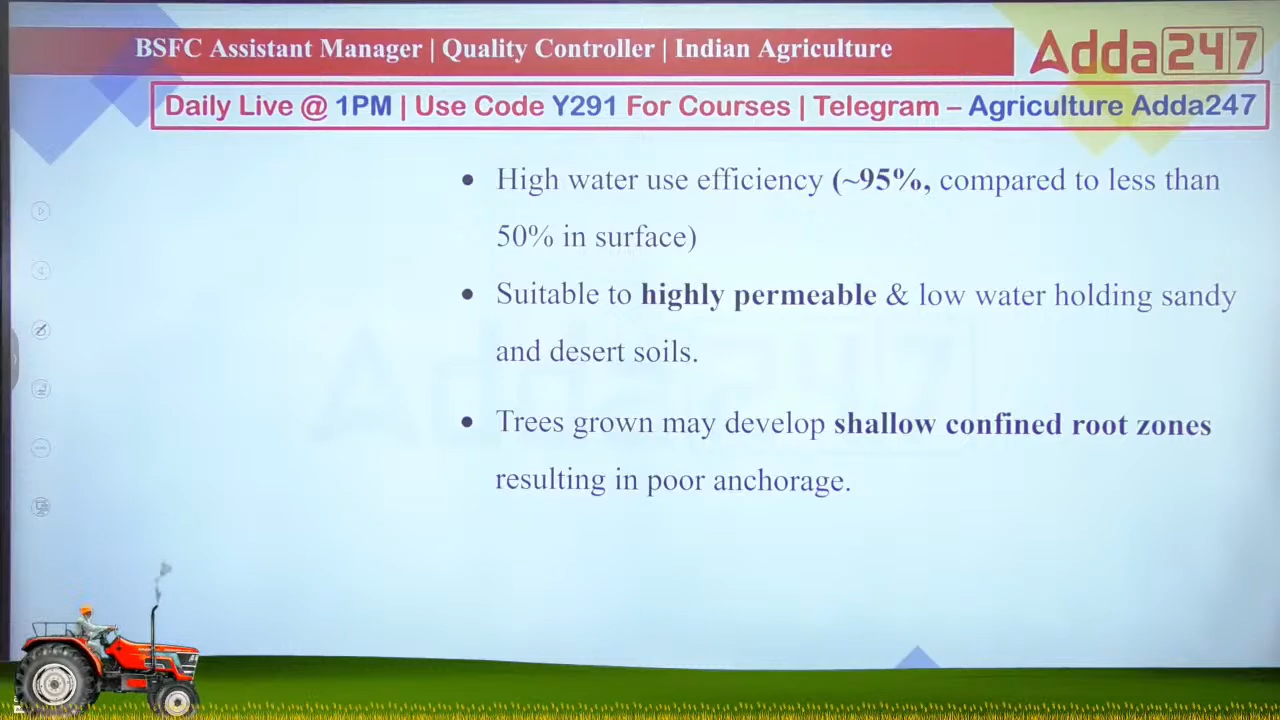 BSFC Assistant Manager | Quality Controller | Indian Agriculture
Adda247
Daily Live @ 1PM | Use Code Y291 For Courses | Telegram – Agriculture Adda247
• High water use efficiency (~95%, compared to less than
50% in surface)
• Suitable to highly permeable & low water holding sandy
and desert soils.
• Trees grown may develop shallow confined root zones
resulting in poor anchorage.